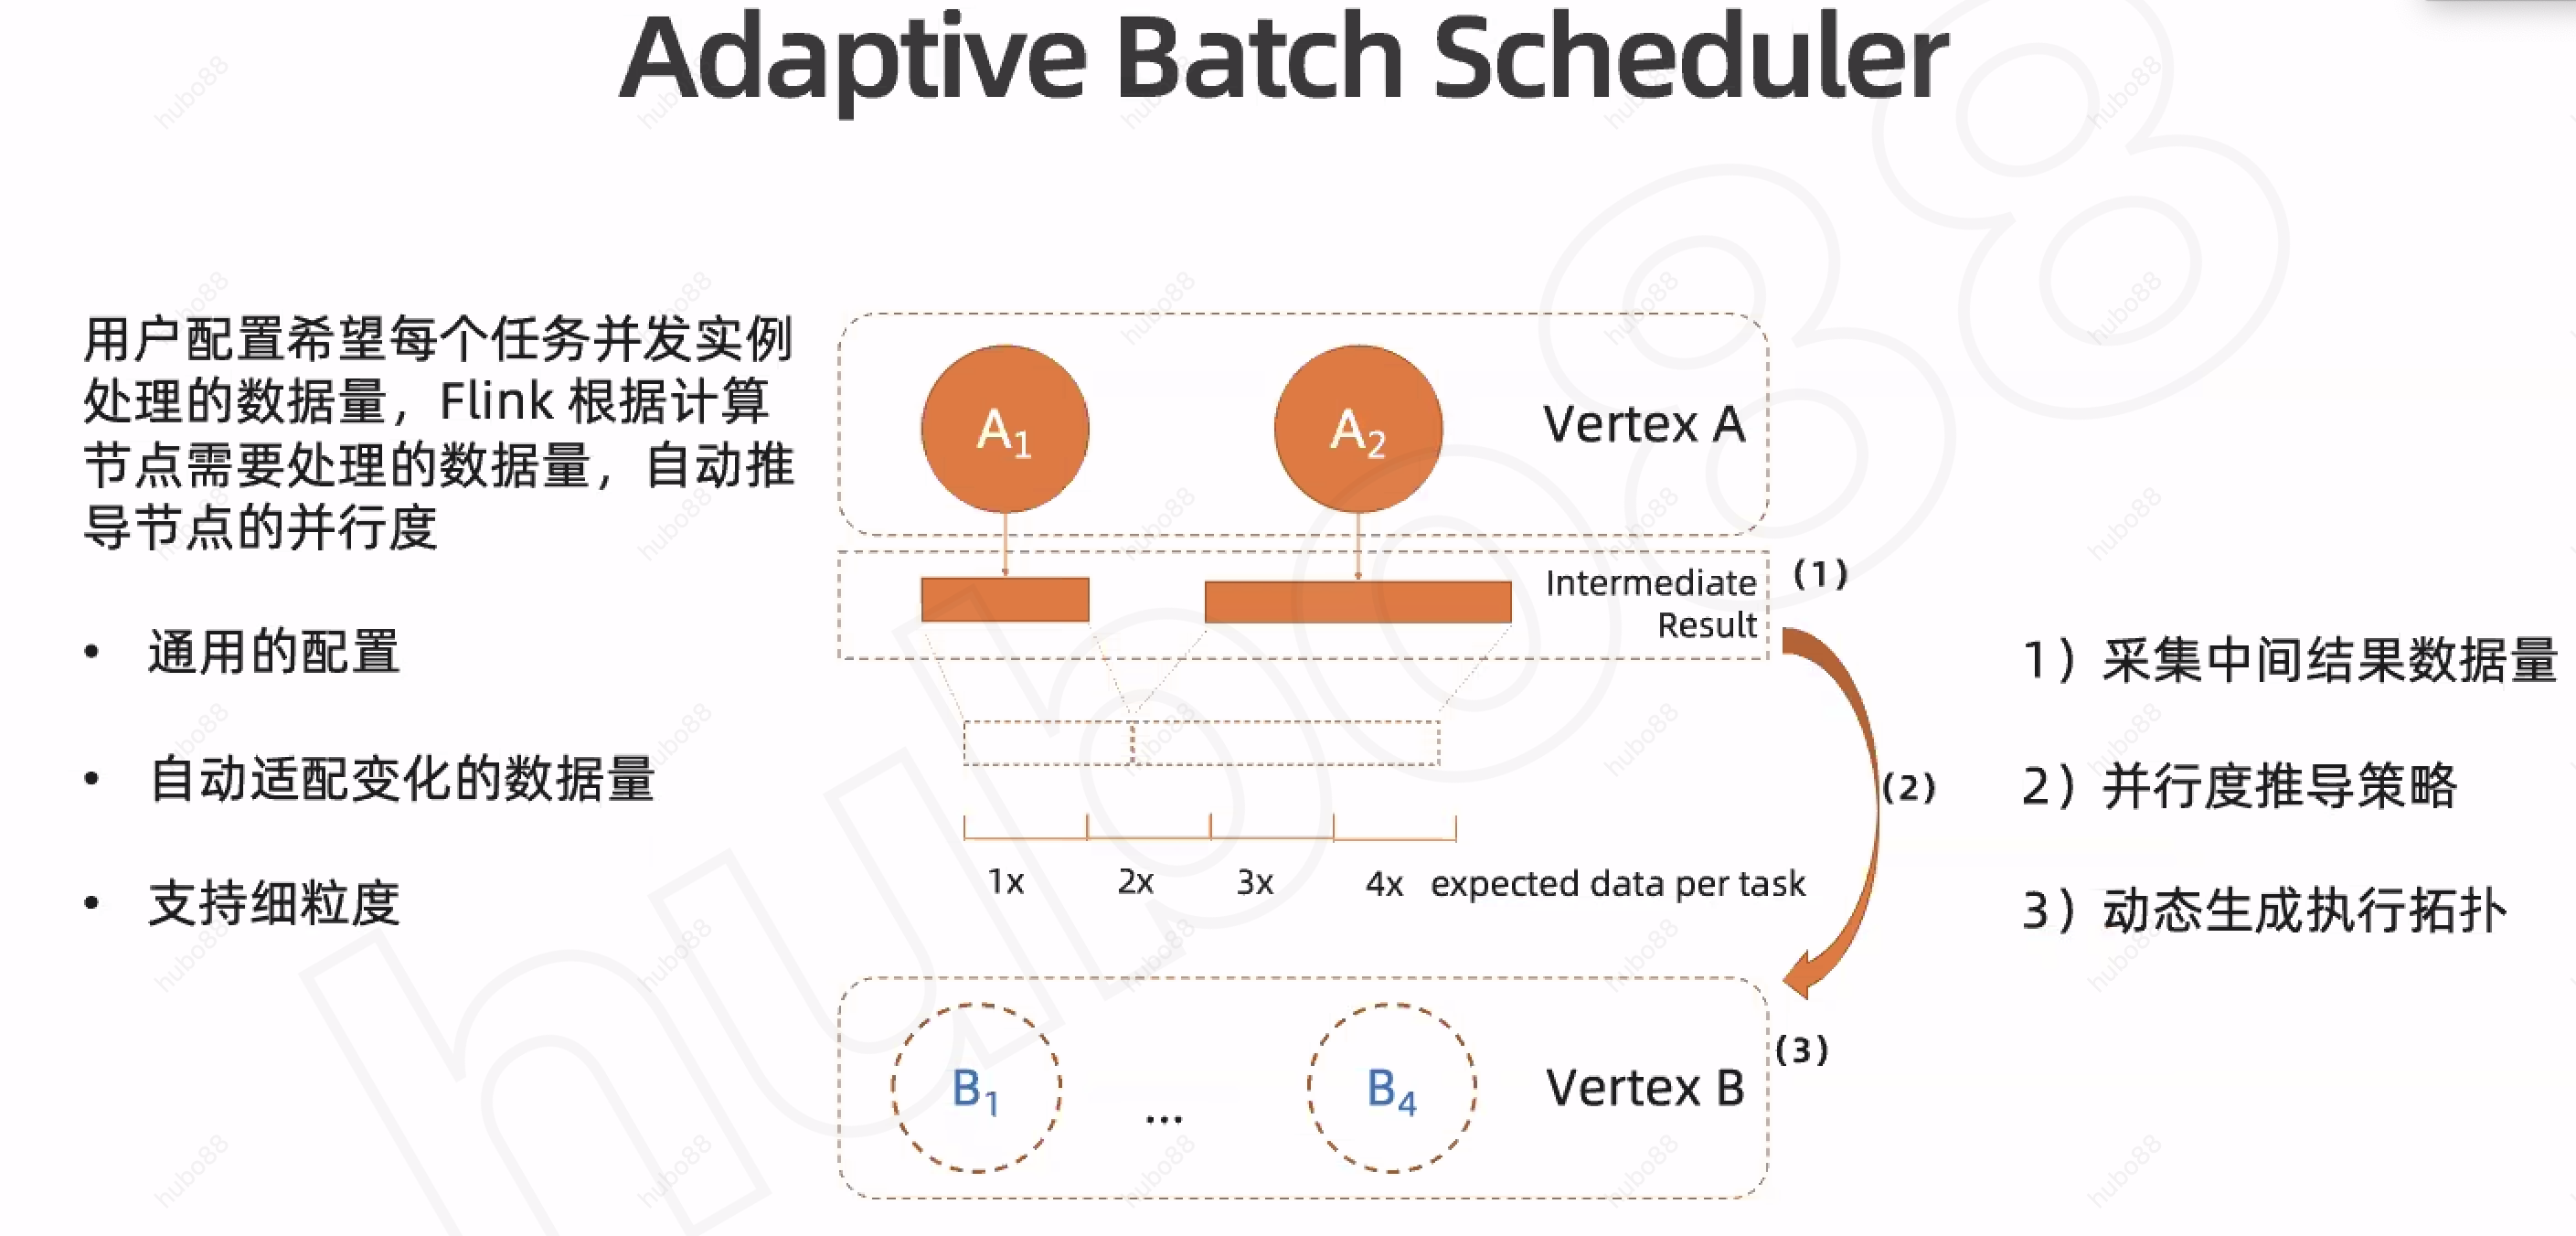 Adaptive Batch Scheduler
用户配置希望每个任务并发实例
处理的数据量，Flink 根据计算
节点需要处理的数据量，自动推
导节点的并行度
• 通用的配置
• 自动适配变化的数据量
• 支持细粒度
A1
A2
Vertex A
Intermediate
Result
(1)
(2)
1x 2x 3x 4x expected data per task
B1
...
B4
Vertex B
(3)
1）采集中间结果数据量
2）并行度推导策略
3）动态生成执行拓扑
hubo88